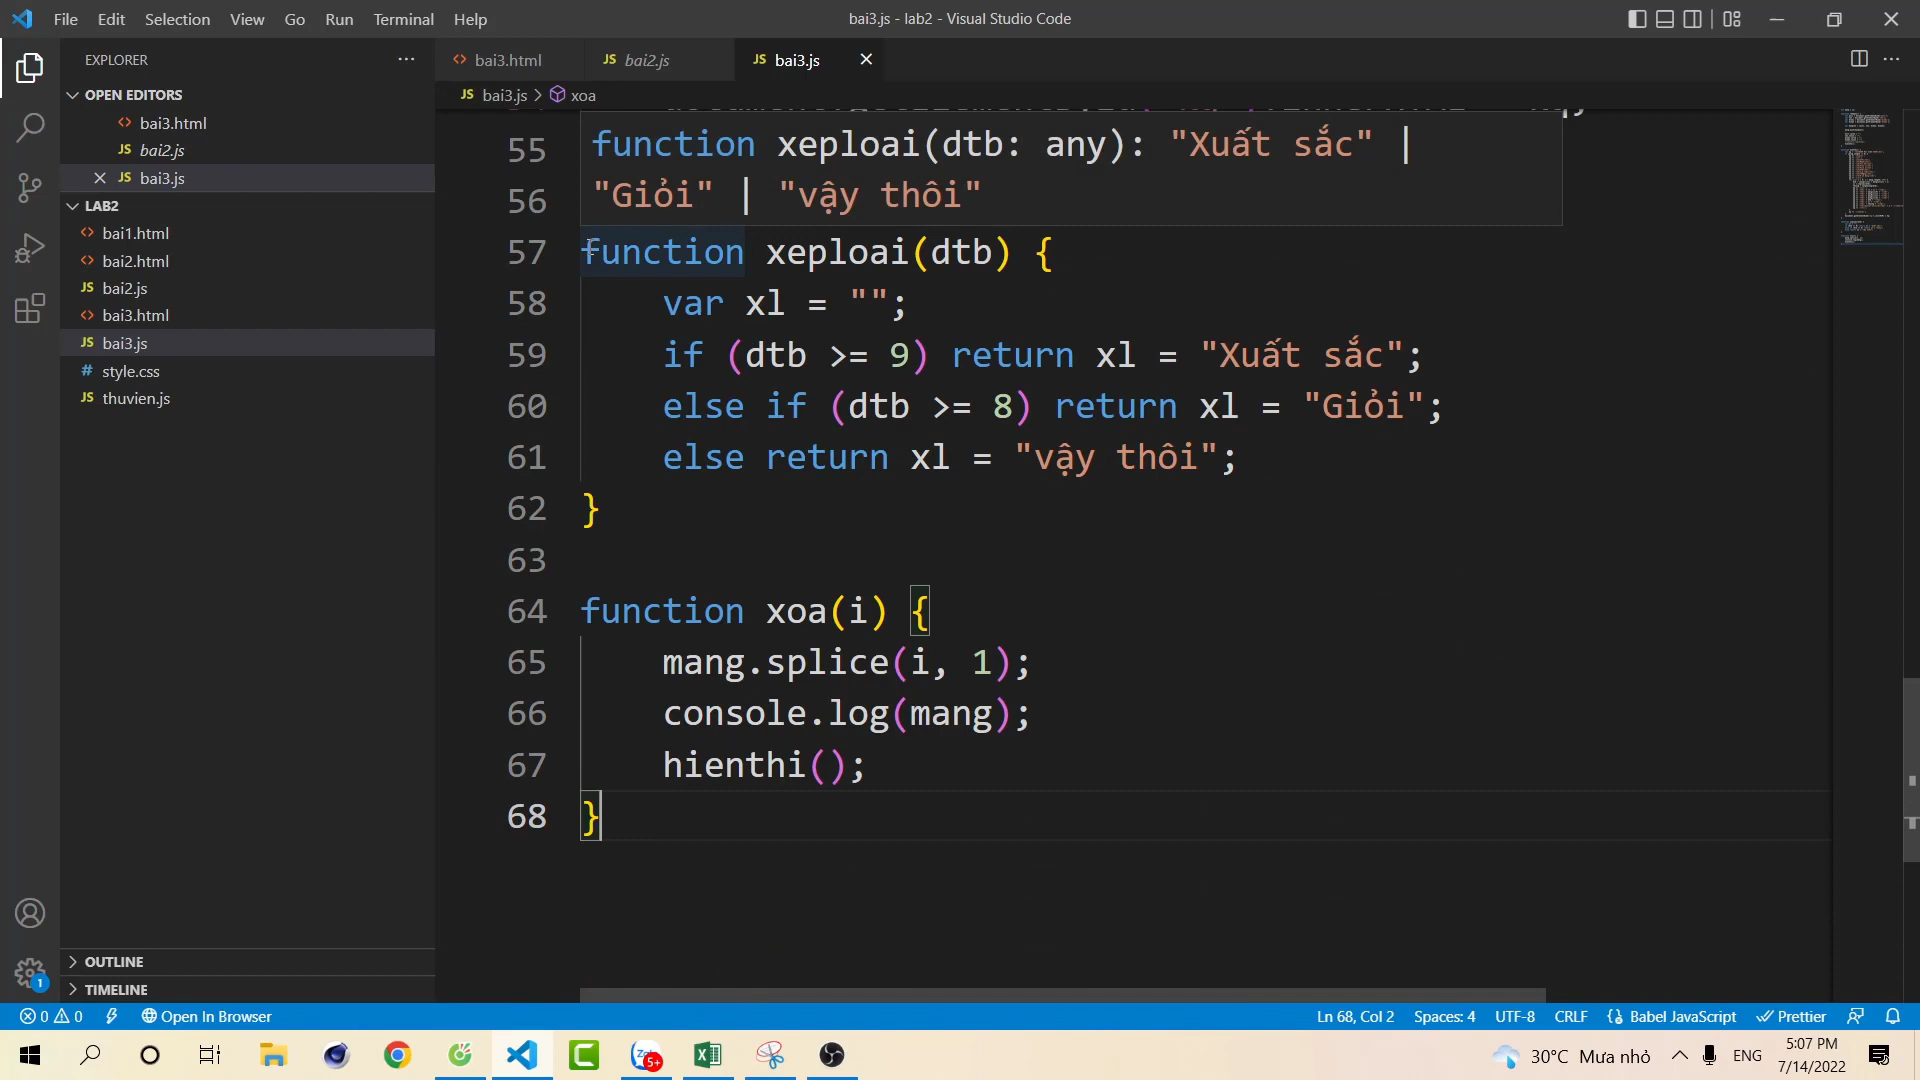 File Edit Selection View Go Run Terminal Help
bai3.js - lab2 - Visual Studio Code
EXPLORER
OPEN EDITORS
bai3.html
bai2.js
bai3.js
LAB2
bai1.html
bai2.html
bai2.js
bai3.html
bai3.js
style.css
thuvien.js
OUTLINE
TIMELINE
bai3.html
bai2.js
bai3.js
bai3.js > xoa
55
function xeploai(dtb: any): "Xuất sắc" |
56
"Giỏi" | "vậy thôi"
57 function xeploai(dtb) {
58 var xl = "";
59 if (dtb >= 9) return xl = "Xuất sắc";
60 else if (dtb >= 8) return xl = "Giỏi";
61 else return xl = "vậy thôi";
62 }
63
64 function xoa(i) {
65 mang.splice(i, 1);
66 console.log(mang);
67 hienthi();
68 }
0 0 Open In Browser
Ln 68, Col 2 Spaces: 4 UTF-8 CRLF Babel JavaScript Prettier
1
5+
30°C Mưa nhỏ
ENG
5:07 PM
7/14/2022